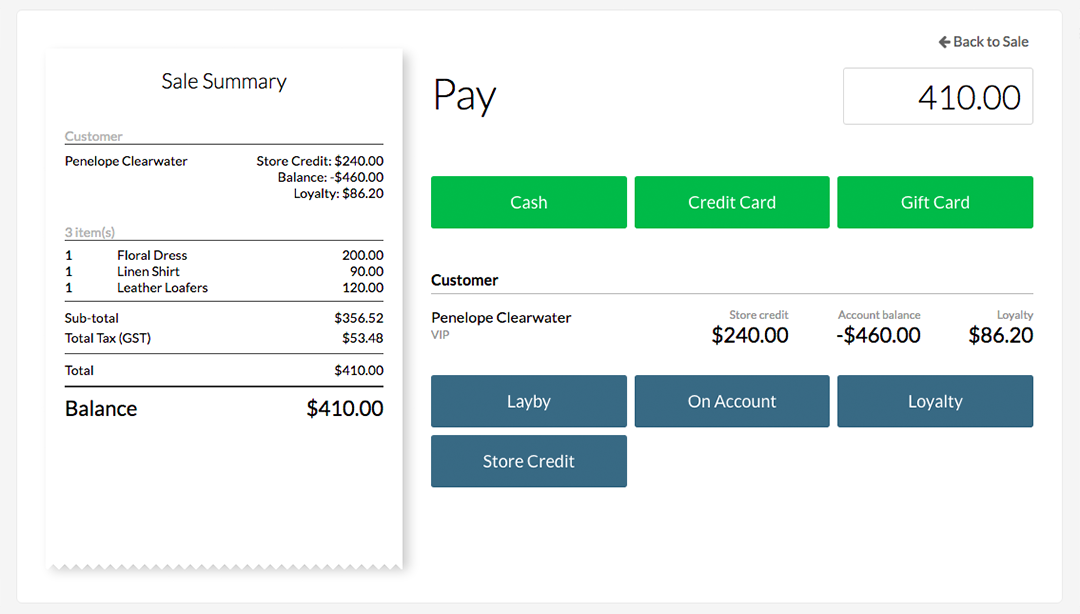 Back to Sale
Sale Summary
Customer
Penelope Clearwater Store Credit: $240.00
Balance: -$460.00
Loyalty: $86.20
3 item(s)
1 Floral Dress 200.00
1 Linen Shirt 90.00
1 Leather Loafers 120.00
Sub-total $356.52
Total Tax (GST) $53.48
Total $410.00
Balance $410.00
Pay 410.00
Cash Credit Card Gift Card
Customer
Store credit Account balance Loyalty
Penelope Clearwater $240.00 -$460.00 $86.20
VIP
Layby On Account Loyalty
Store Credit